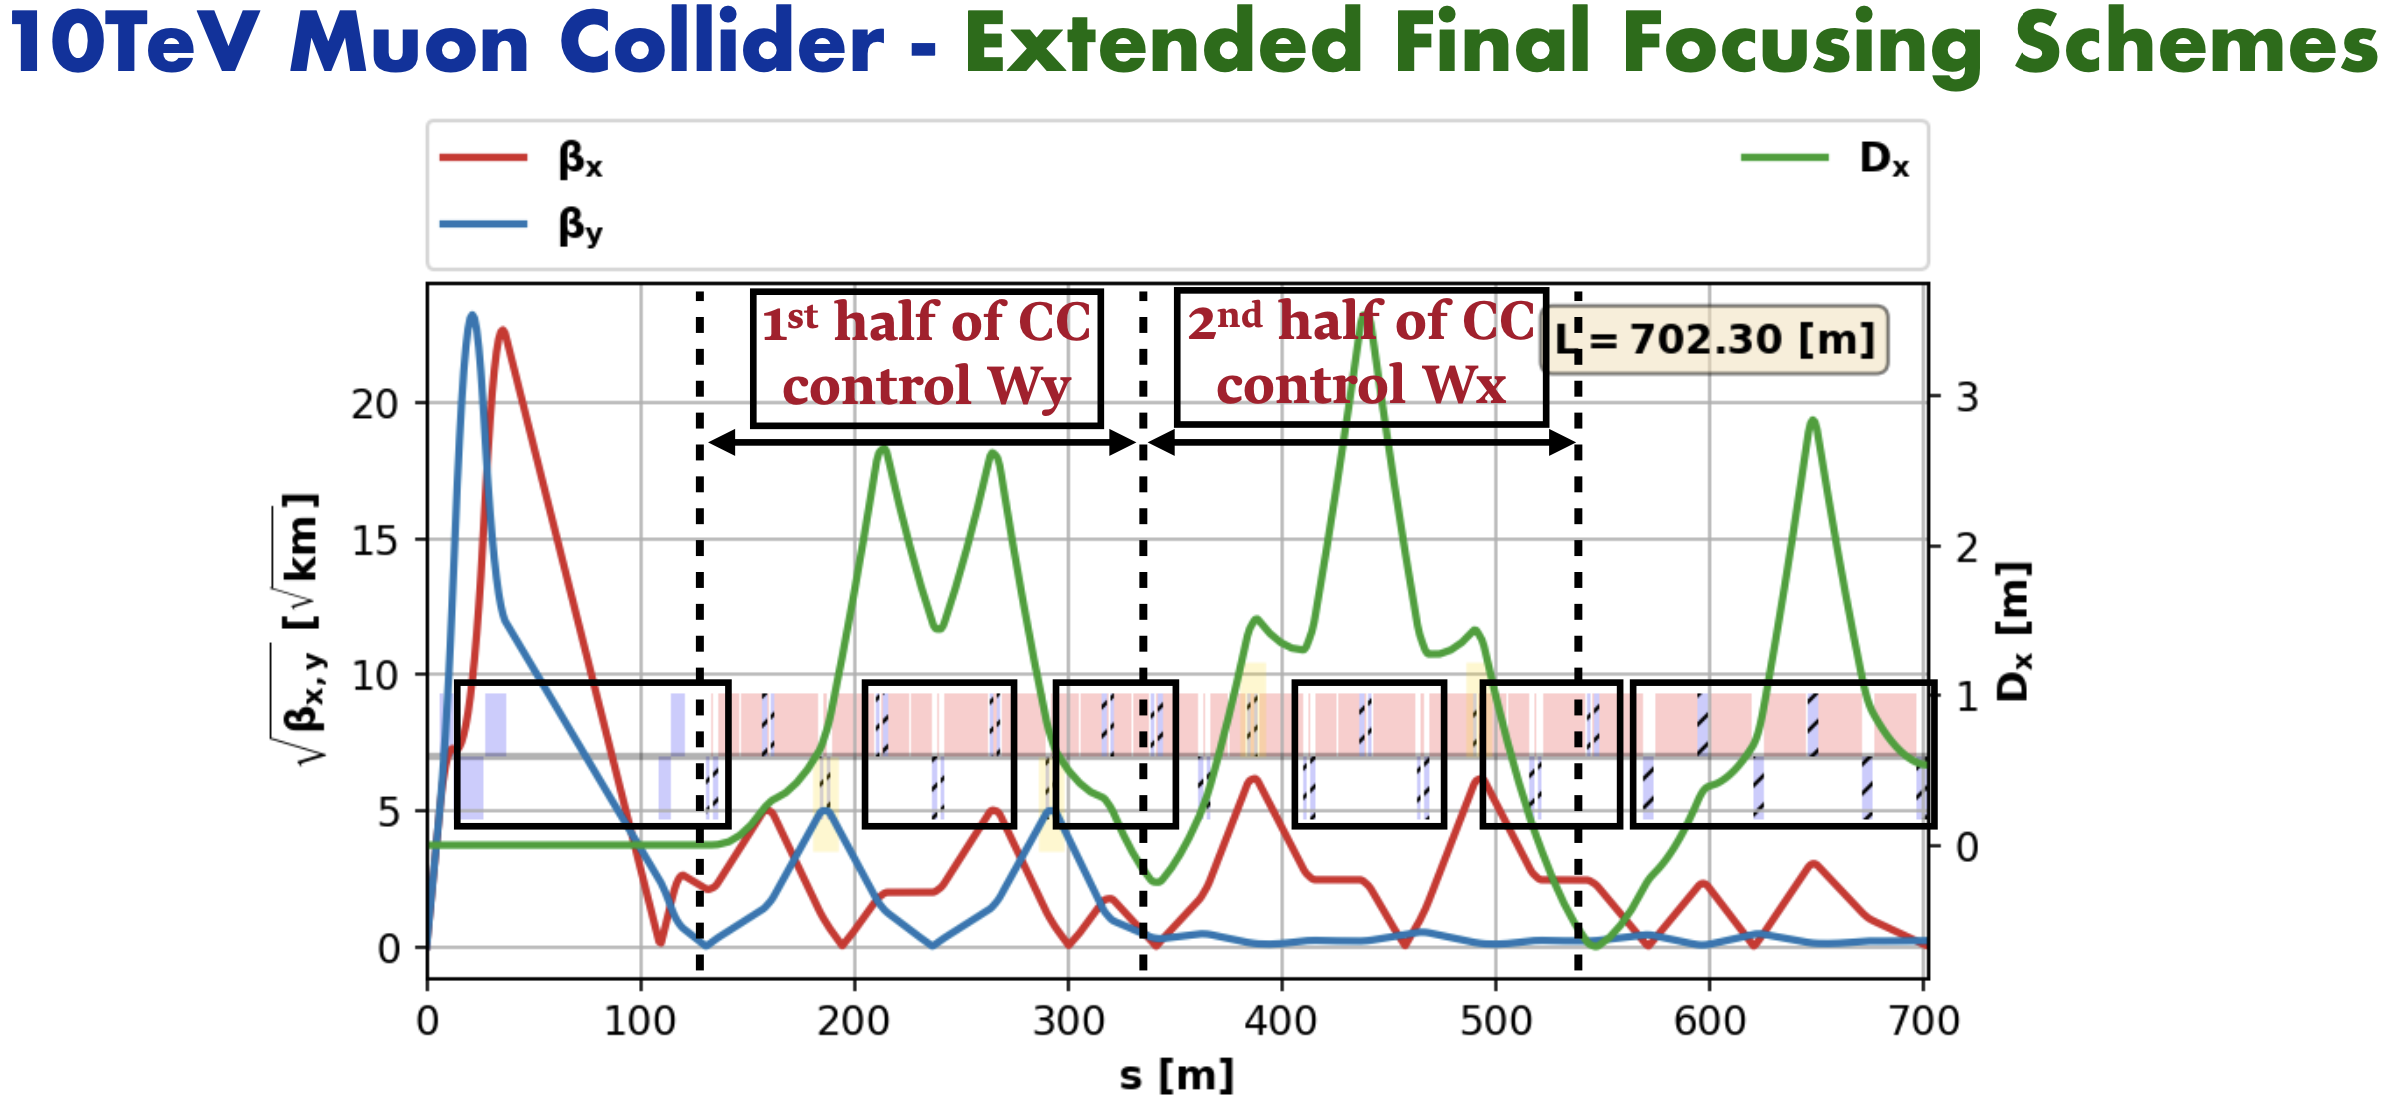 10TeV Muon Collider - Extended Final Focusing Schemes
βx
βy
Dx
1st half of CC
control Wy
2nd half of CC
control Wx
L = 702.30 [m]
20
15
10
5
0
3
2
1
0
√βx,y [√km]
Dx [m]
0 100 200 300 400 500 600 700
s [m]